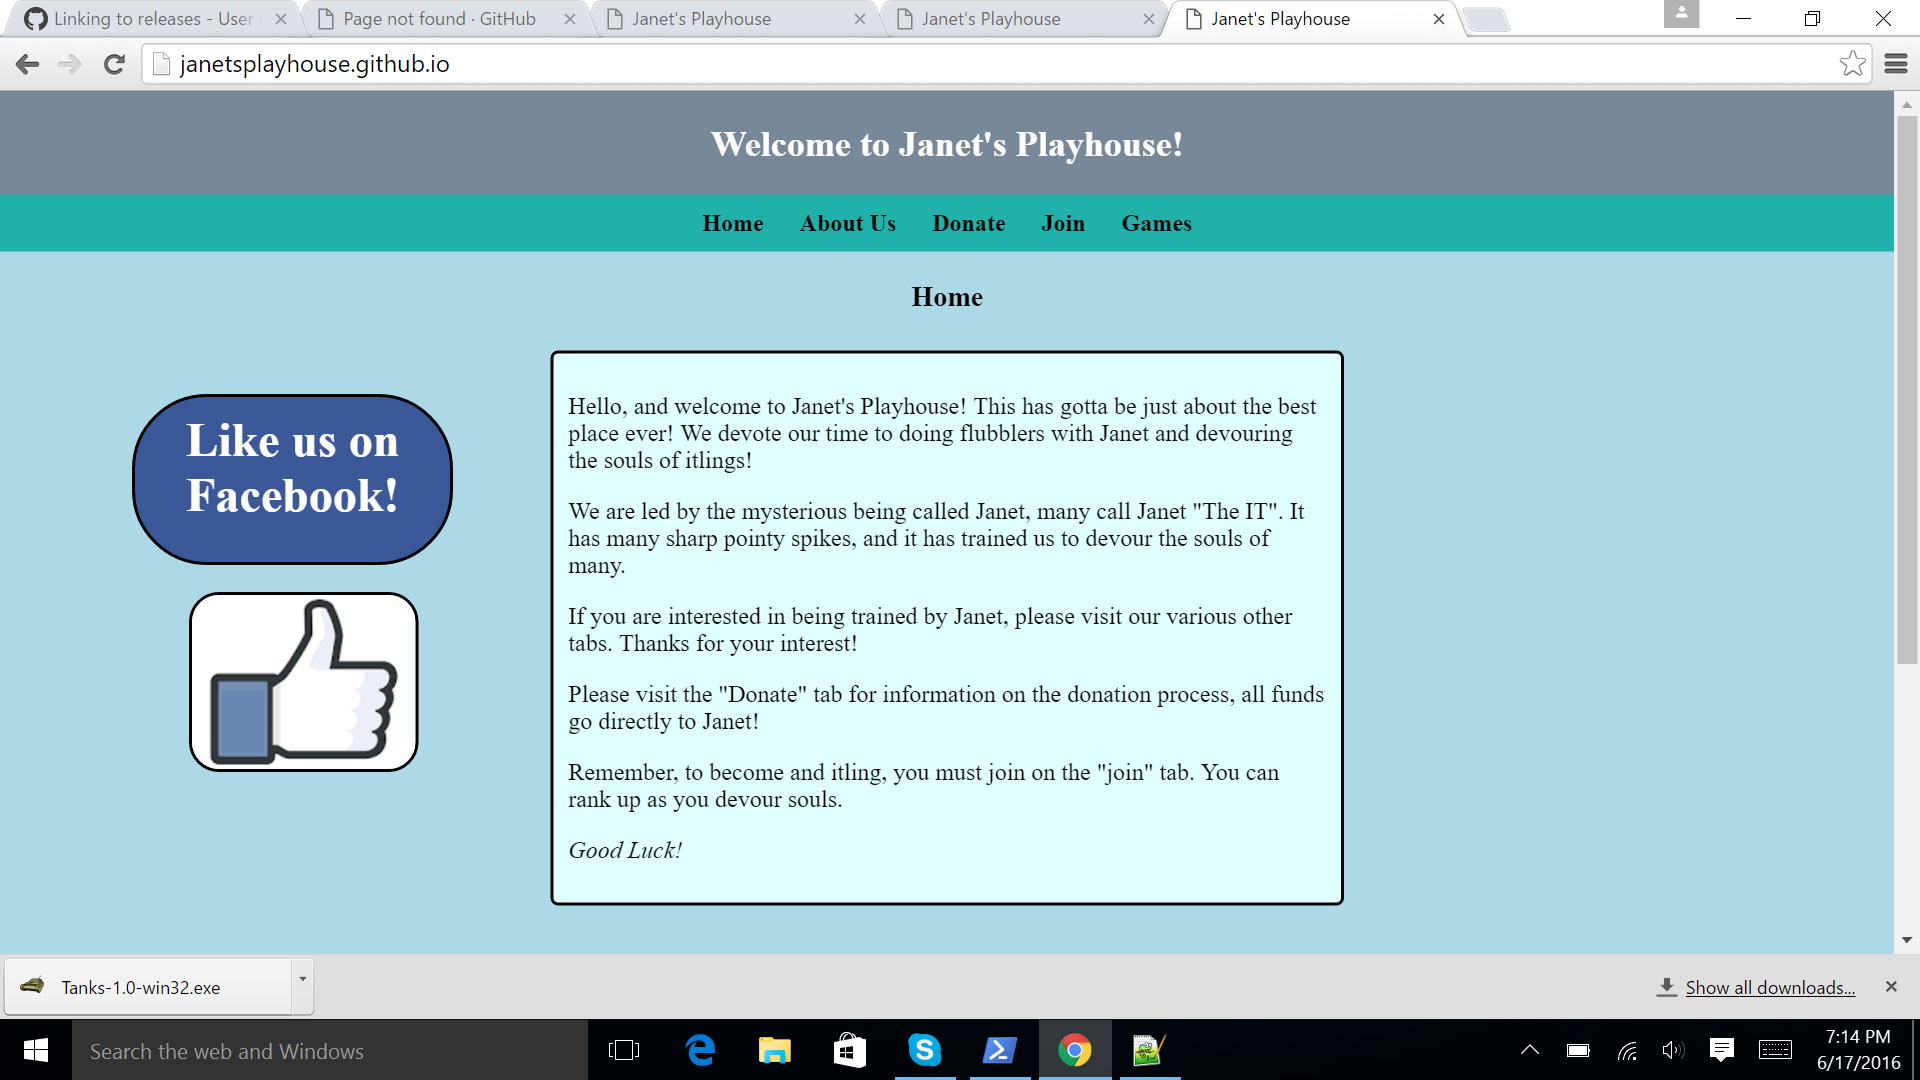 Linking to releases - User
Page not found · GitHub
Janet's Playhouse
Janet's Playhouse
Janet's Playhouse
janetsplayhouse.github.io
Welcome to Janet's Playhouse!
Home About Us Donate Join Games
Home
Like us on
Facebook!
Hello, and welcome to Janet's Playhouse! This has gotta be just about the best
place ever! We devote our time to doing flubblers with Janet and devouring
the souls of itlings!
We are led by the mysterious being called Janet, many call Janet "The IT". It
has many sharp pointy spikes, and it has trained us to devour the souls of
many.
If you are interested in being trained by Janet, please visit our various other
tabs. Thanks for your interest!
Please visit the "Donate" tab for information on the donation process, all funds
go directly to Janet!
Remember, to become and itling, you must join on the "join" tab. You can
rank up as you devour souls.
Good Luck!
Tanks-1.0-win32.exe
Show all downloads...
Search the web and Windows
7:14 PM
6/17/2016